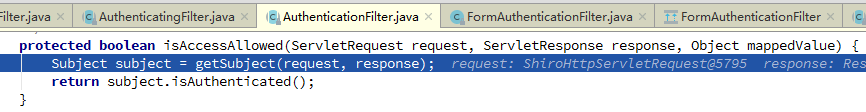 Filter.java × AuthenticatingFilter.java × AuthenticationFilter.java × FormAuthenticationFilter.java × FormAuthenticationFilter ×
protected boolean isAccessAllowed(ServletRequest request, ServletResponse response, Object mappedValue) {
Subject subject = getSubject(request, response); request: ShiroHttpServletRequest@5795 response: Res
return subject.isAuthenticated();
}